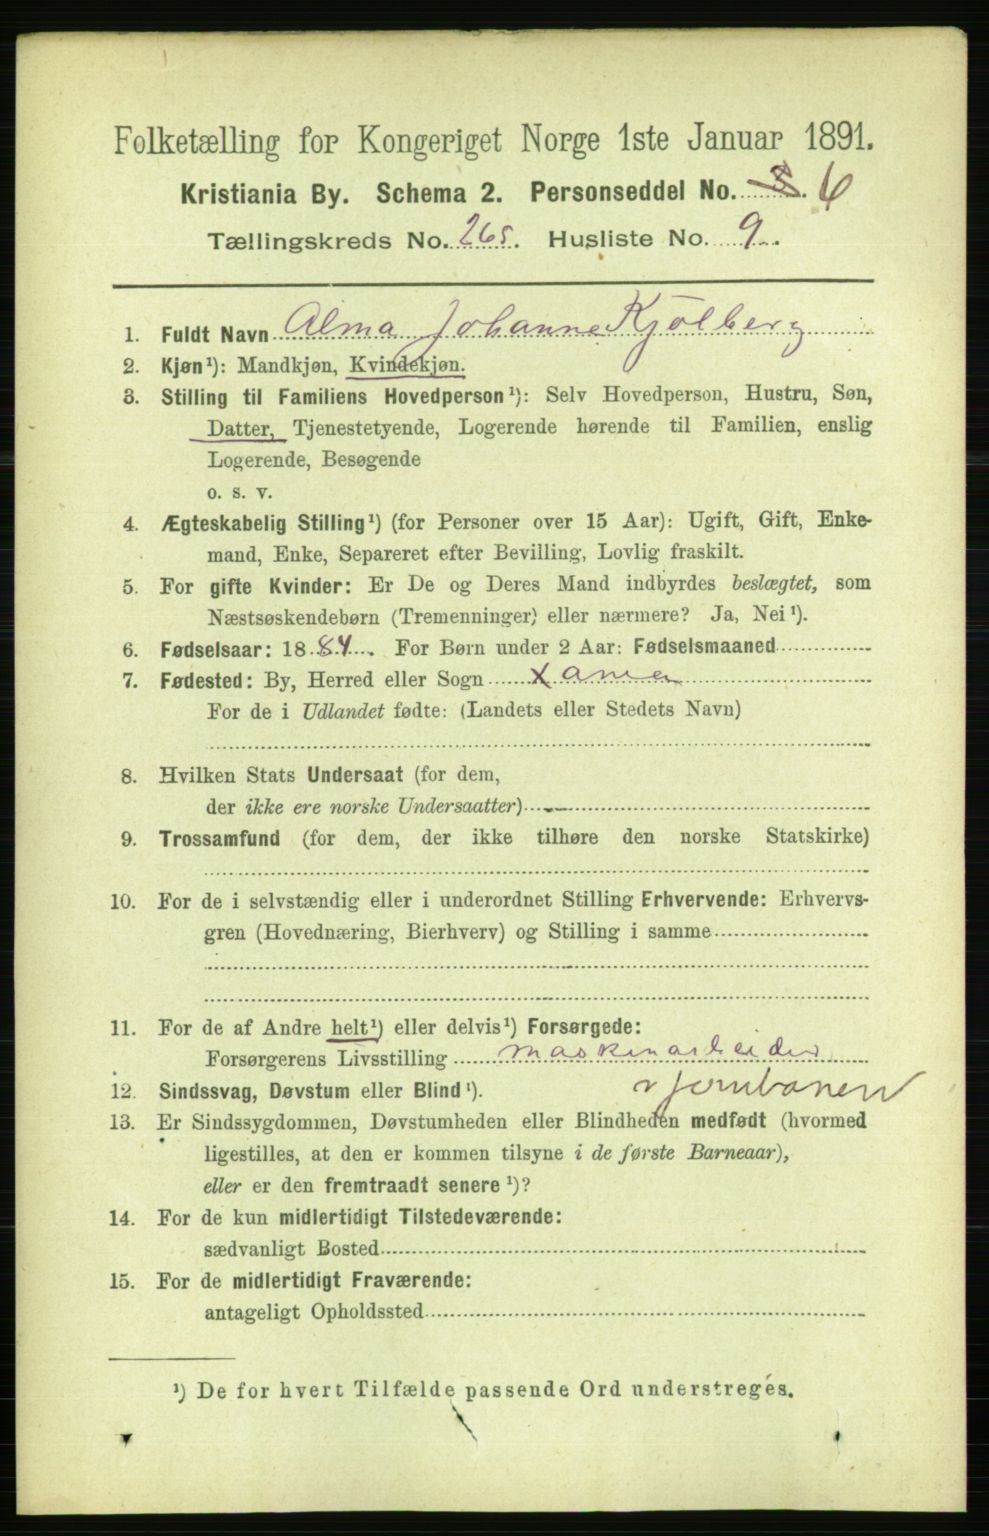 Folketælling for Kongeriget Norge 1ste Januar 1891.
Kristiania By. Schema 2. Personseddel No. 8. 6
Tællingskreds No. 265. Husliste No. 9.
1. Fuldt Navn Alma Johanne Kjölberg
2. Kjøn¹): Mandkjøn, Kvindekjøn.
3. Stilling til Familiens Hovedperson¹): Selv Hovedperson, Hustru, Søn,
Datter, Tjenestetyende, Logerende hørende til Familien, enslig
Logerende, Besøgende
o. s. v.
4. Ægteskabelig Stilling¹) (for Personer over 15 Aar): Ugift, Gift, Enke-
mand, Enke, Separeret efter Bevilling, Lovlig fraskilt.
5. For gifte Kvinder: Er De og Deres Mand indbyrdes beslægtet, som
Næstsøskendebørn (Tremenninger) eller nærmere? Ja, Nei¹).
6. Fødselsaar: 1884. For Børn under 2 Aar: Fødselsmaaned
7. Fødested: By, Herred eller Sogn Xania
For de i Udlandet fødte: (Landets eller Stedets Navn)
8. Hvilken Stats Undersaat (for dem,
der ikke ere norske Undersaatter)
9. Trossamfund (for dem, der ikke tilhøre den norske Statskirke)
10. For de i selvstændig eller i underordnet Stilling Erhvervende: Erhvervs-
gren (Hovednæring, Bierhverv) og Stilling i samme
11. For de af Andre helt¹) eller delvis¹) Forsørgede:
Forsørgerens Livsstilling maskinarbeider
v jernbanen
12. Sindssvag, Døvstum eller Blind¹).
13. Er Sindssygdommen, Døvstumheden eller Blindheden medfødt (hvormed
ligestilles, at den er kommen tilsyne i de første Barneaar),
eller er den fremtraadt senere¹)?
14. For de kun midlertidigt Tilstedeværende:
sædvanligt Bosted
15. For de midlertidigt Fraværende:
antageligt Opholdssted
¹) De for hvert Tilfælde passende Ord understreges.